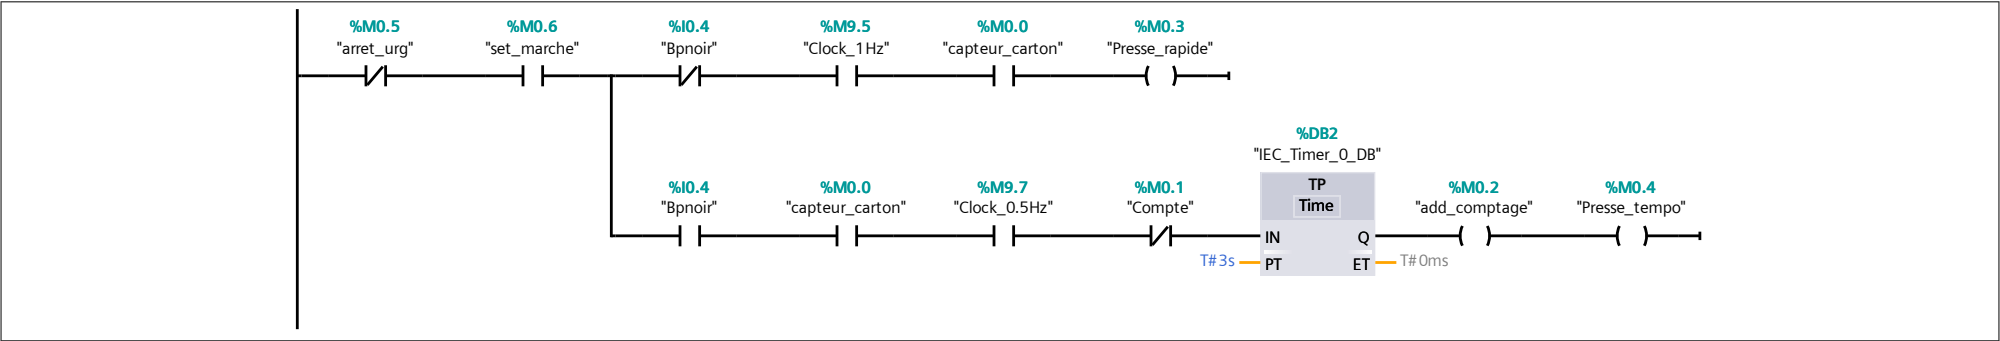 %M0.5 %M0.6 %I0.4 %M9.5 %M0.0 %M0.3
"arret_urg" "set_marche" "Bpnoir" "Clock_1Hz" "capteur_carton" "Presse_rapide"
%DB2
"IEC_Timer_0_DB"
%I0.4 %M0.0 %M9.7 %M0.1 TP %M0.2 %M0.4
"Bpnoir" "capteur_carton" "Clock_0.5Hz" "Compte" Time "add_comptage" "Presse_tempo"
IN Q
T#3s PT ET T#0ms